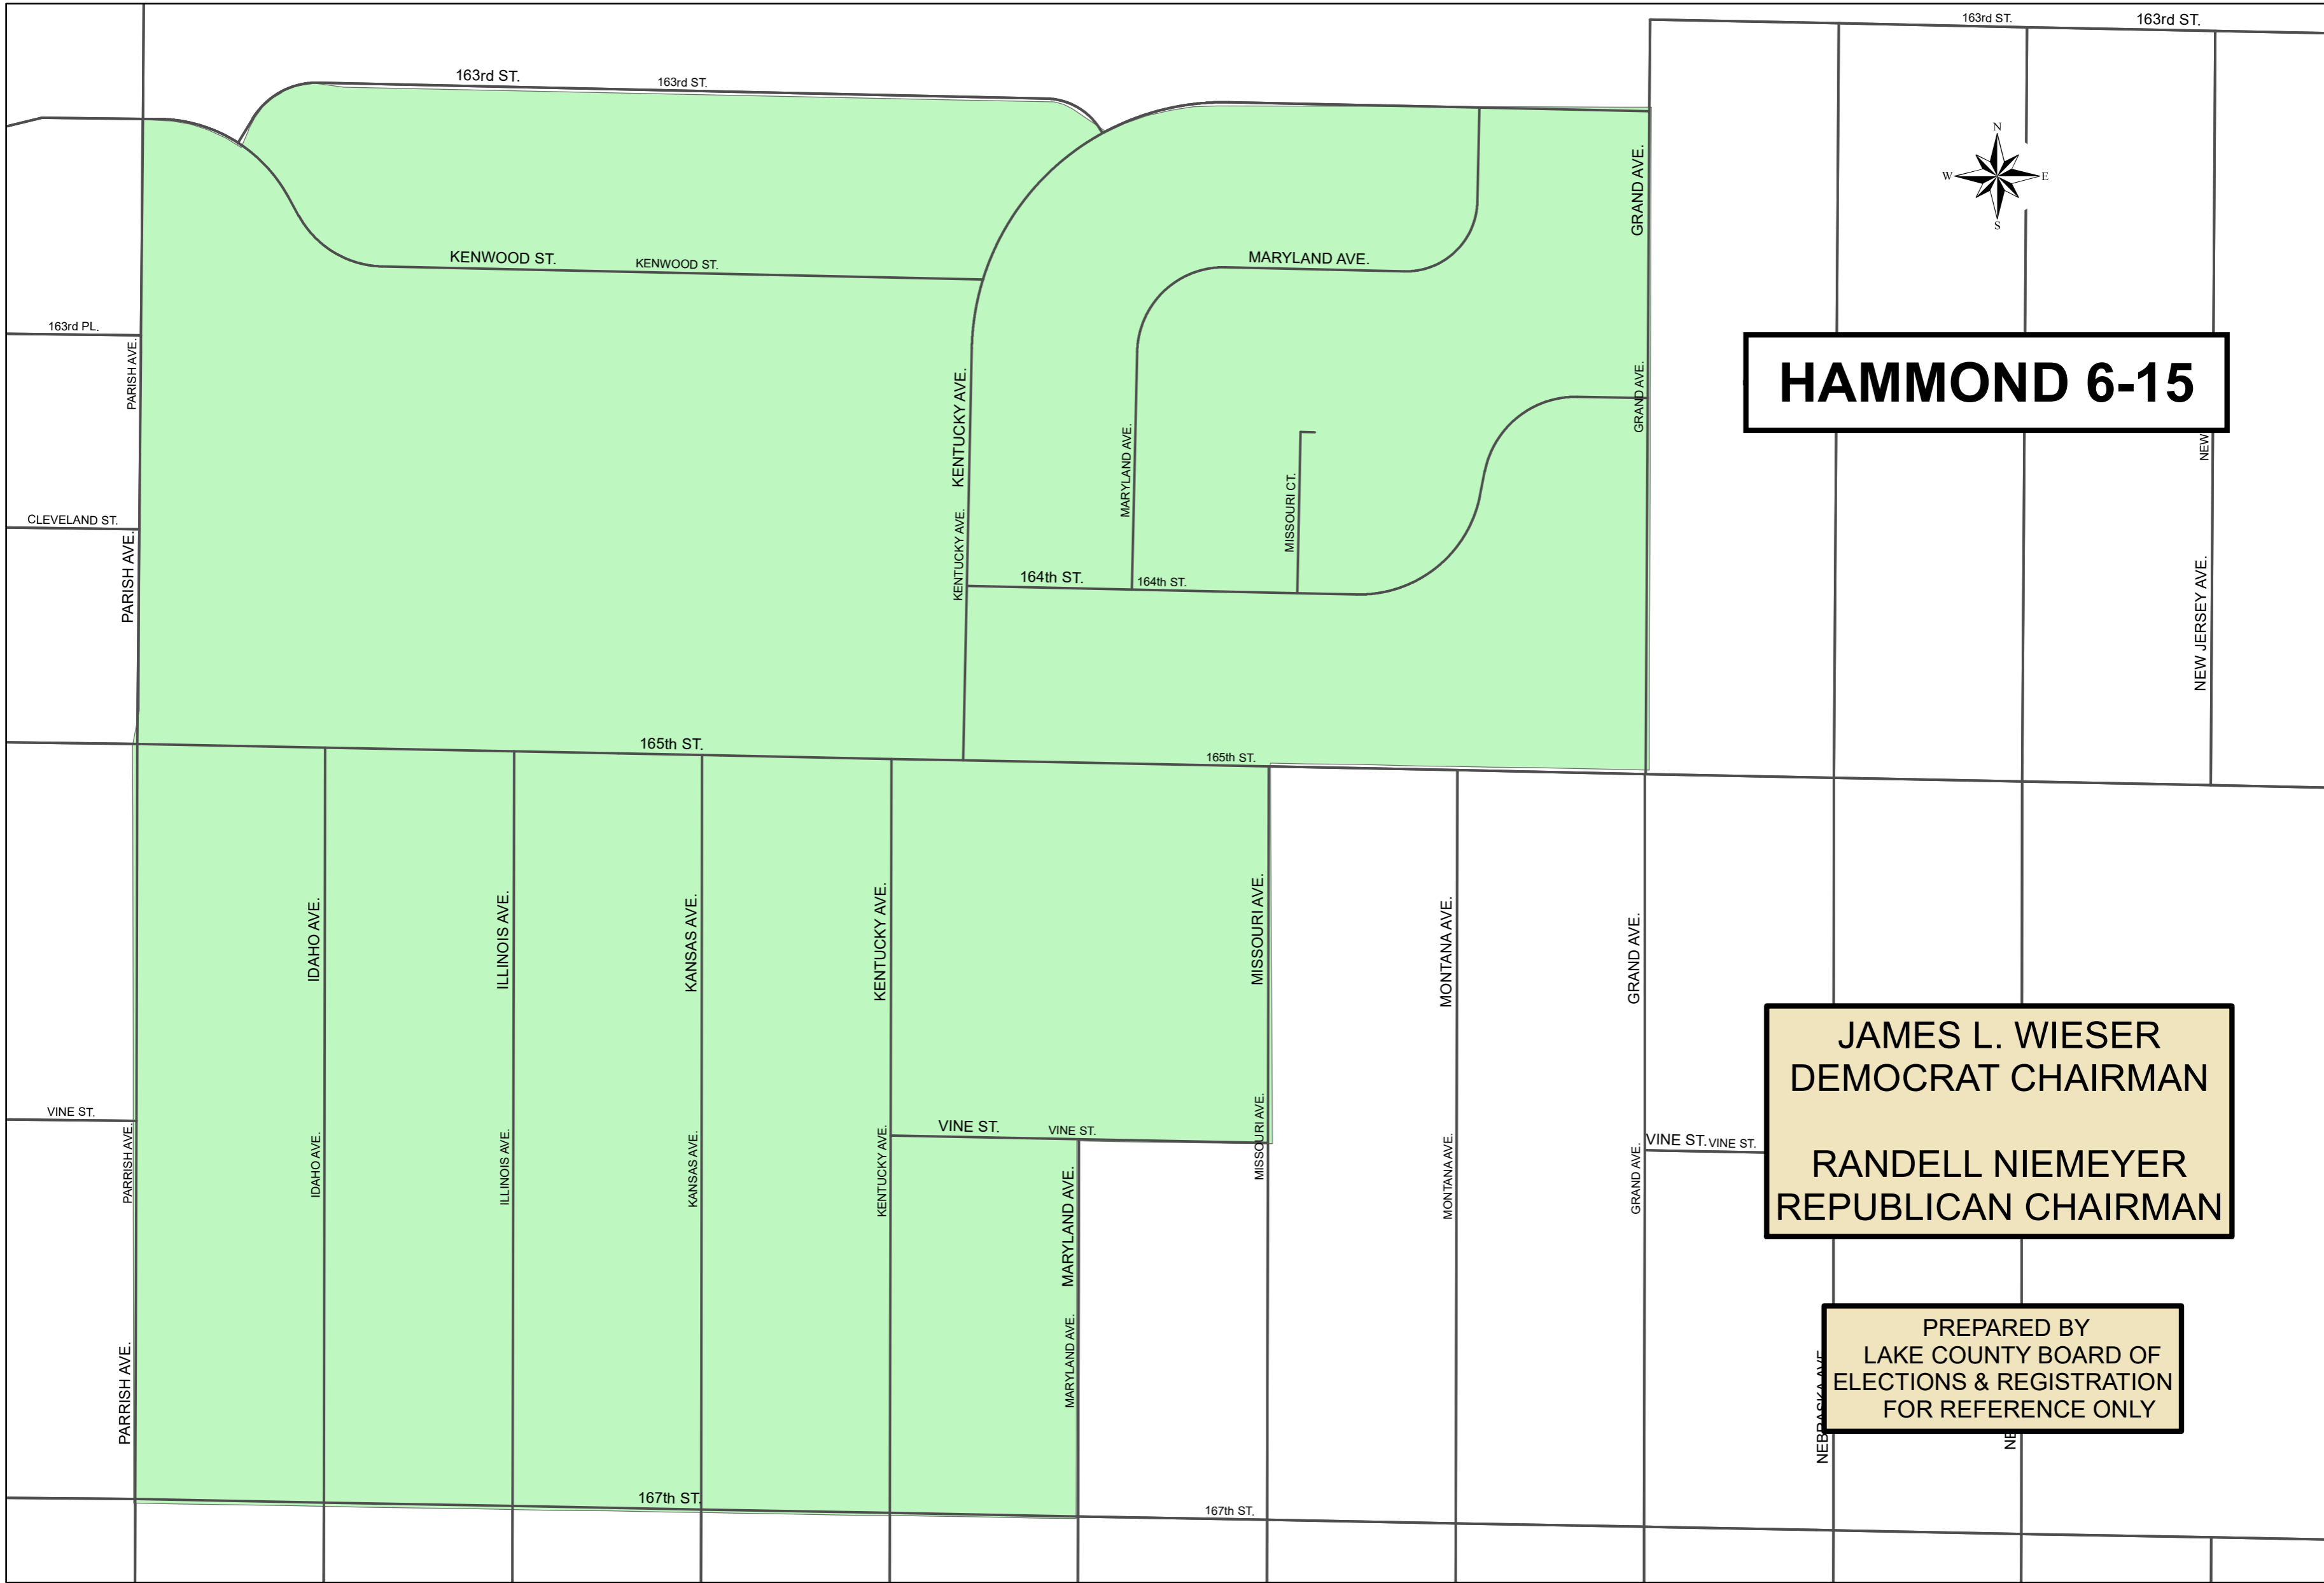 163rd ST.
163rd ST.
163rd ST.
163rd ST.
N
W
E
S
GRAND AVE.
KENWOOD ST.
KENWOOD ST.
MARYLAND AVE.
163rd PL.
PARISH AVE.
KENTUCKY AVE.
GRAND AVE.
HAMMOND 6-15
MARYLAND AVE.
MISSOURI CT.
NEW
CLEVELAND ST.
PARISH AVE.
KENTUCKY AVE.
164th ST.
164th ST.
NEW JERSEY AVE.
165th ST.
165th ST.
IDAHO AVE.
ILLINOIS AVE.
KANSAS AVE.
KENTUCKY AVE.
MISSOURI AVE.
MONTANA AVE.
GRAND AVE.
JAMES L. WIESER
DEMOCRAT CHAIRMAN
RANDELL NIEMEYER
REPUBLICAN CHAIRMAN
VINE ST.
PARRISH AVE.
IDAHO AVE.
ILLINOIS AVE.
KANSAS AVE.
KENTUCKY AVE.
VINE ST.
VINE ST.
MISSOURI AVE.
MONTANA AVE.
GRAND AVE.
VINE ST.
VINE ST.
MARYLAND AVE.
MARYLAND AVE.
PARRISH AVE.
PREPARED BY
LAKE COUNTY BOARD OF
ELECTIONS & REGISTRATION
FOR REFERENCE ONLY
NEBRASKA AVE
NE
167th ST.
167th ST.